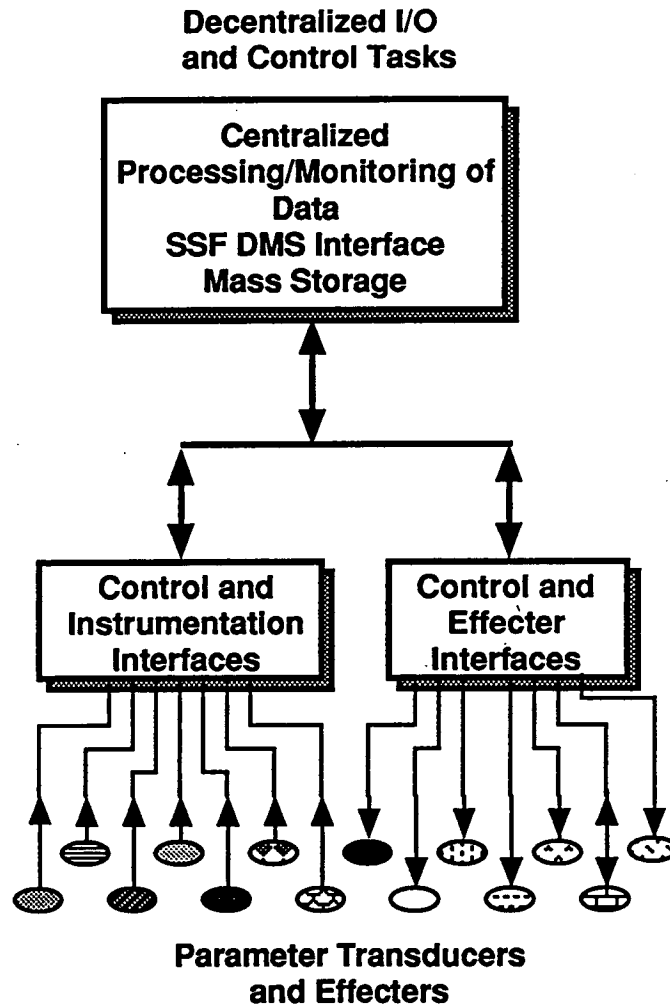 Decentralized I/O
and Control Tasks
Centralized
Processing/Monitoring of
Data
SSF DMS Interface
Mass Storage
Control and
Instrumentation
Interfaces
Control and
Effecter
Interfaces
Parameter Transducers
and Effecters